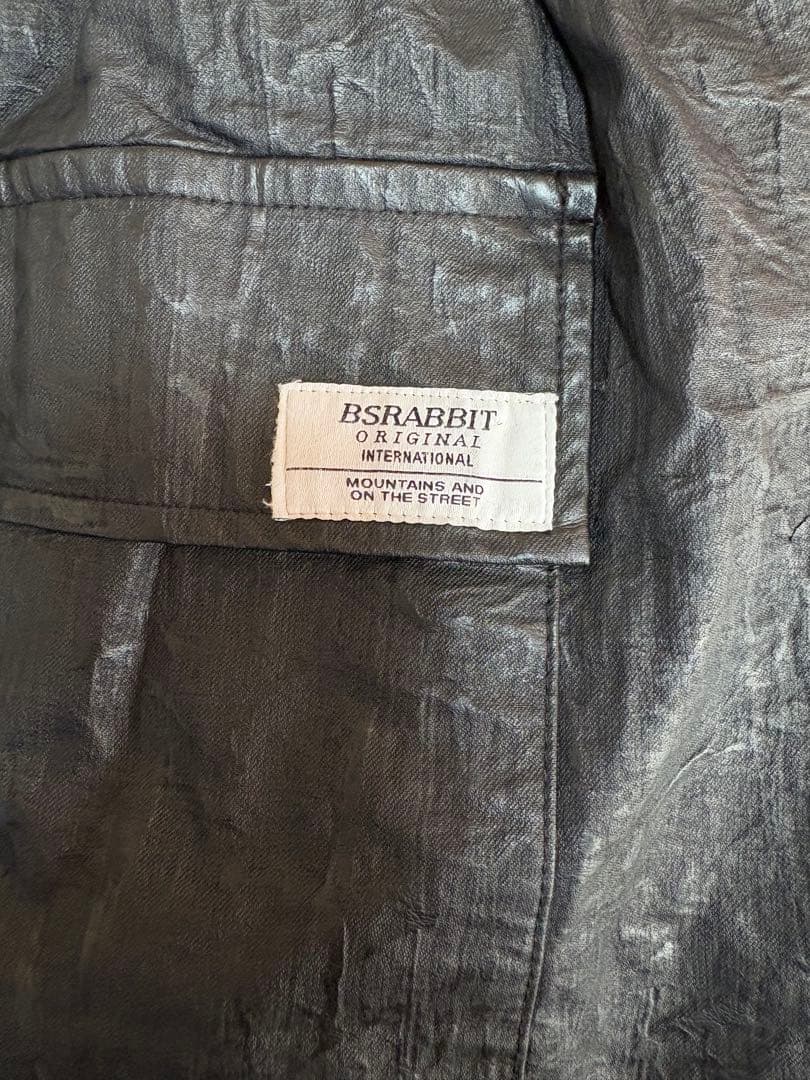 BSRABBIT
ORIGINAL
INTERNATIONAL
MOUNTAINS AND
ON THE STREET